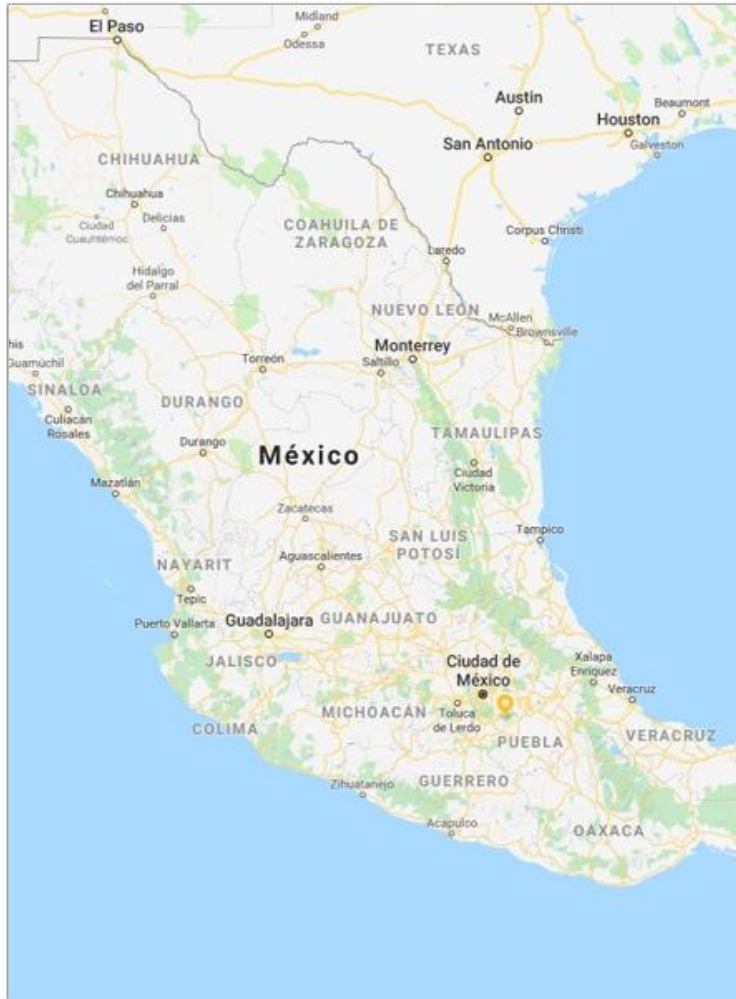 Midland
El Paso
Odessa
TEXAS
Austin
Beaumont
Houston
San Antonio
Galveston
CHIHUAHUA
Chihuahua
Delicias
Ciudad
Cuauhtémoc
COAHUILA DE
ZARAGOZA
Corpus Christi
Laredo
Hidalgo
del Parral
NUEVO LEÓN
McAllen
Brownsville
his
Monterrey
Guamúchil
Torreón
Saltillo
SINALOA
DURANGO
Culiacán
Rosales
TAMAULIPAS
Durango
México
Ciudad
Victoria
Mazatlán
Zacatecas
SAN LUIS
POTOSÍ
Tampico
Aguascalientes
NAYARIT
Tepic
Puerto Vallarta
Guadalajara
GUANAJUATO
JALISCO
Ciudad de
México
Xalapa
Enríquez
Veracruz
MICHOACÁN
Toluca
de Lerdo
COLIMA
PUEBLA
VERACRUZ
GUERRERO
Zihuatanejo
Acapulco
OAXACA